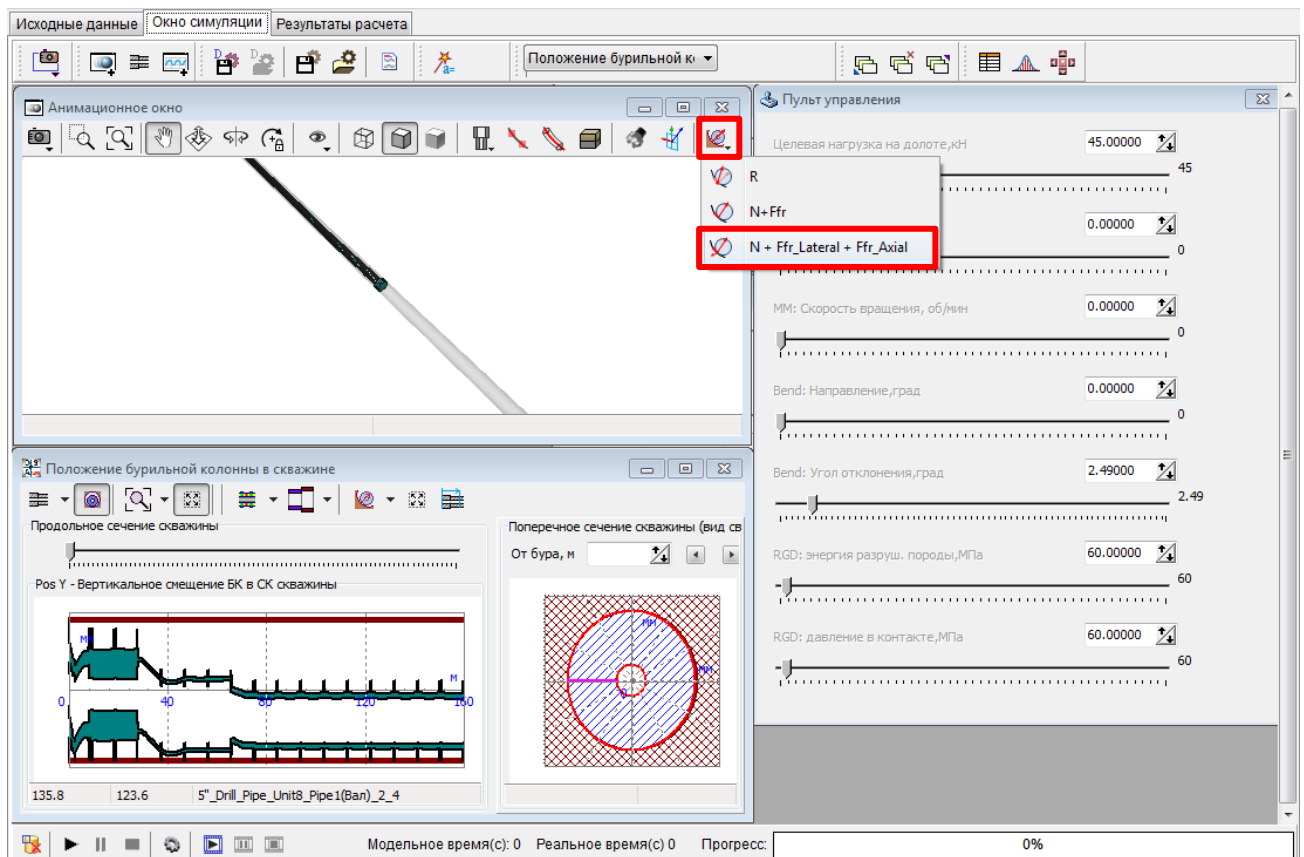 Исходные данные Окно симуляции Результаты расчета
Положение бурильной к
Анимационное окно
Пульт управления
R
N+Ffr
N + Ffr_Lateral + Ffr_Axial
Целевая нагрузка на долоте,кН 45.00000
45
0.00000
0
ММ: Скорость вращения, об/мин 0.00000
0
Bend: Направление,град 0.00000
0
Bend: Угол отклонения,град 2.49000
2.49
RGD: энергия разруш. породы,МПа 60.00000
60
RGD: давление в контакте,МПа 60.00000
60
Положение бурильной колонны в скважине
Продольное сечение скважины
Pos Y - Вертикальное смещение БК в СК скважины
мм
м
0 40 80 120 160
135.8 123.6 5"_Drill_Pipe_Unit8_Pipe1(Вал)_2_4
Поперечное сечение скважины (вид св
От бура, м
мм
мм
0
Модельное время(с): 0 Реальное время(с) 0 Прогресс: 0%